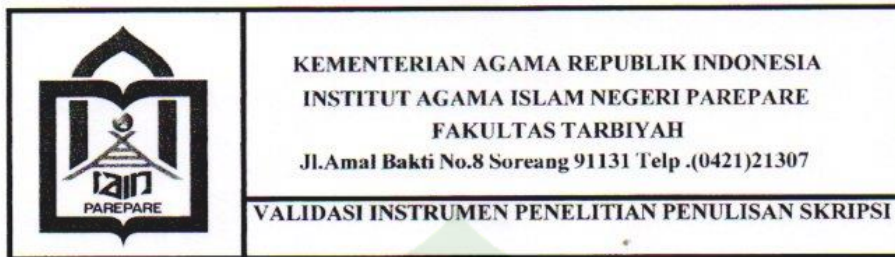 KEMENTERIAN AGAMA REPUBLIK INDONESIA
INSTITUT AGAMA ISLAM NEGERI PAREPARE
FAKULTAS TARBIYAH
Jl.Amal Bakti No.8 Soreang 91131 Telp .(0421)21307
VALIDASI INSTRUMEN PENELITIAN PENULISAN SKRIPSI
iain
PAREPARE